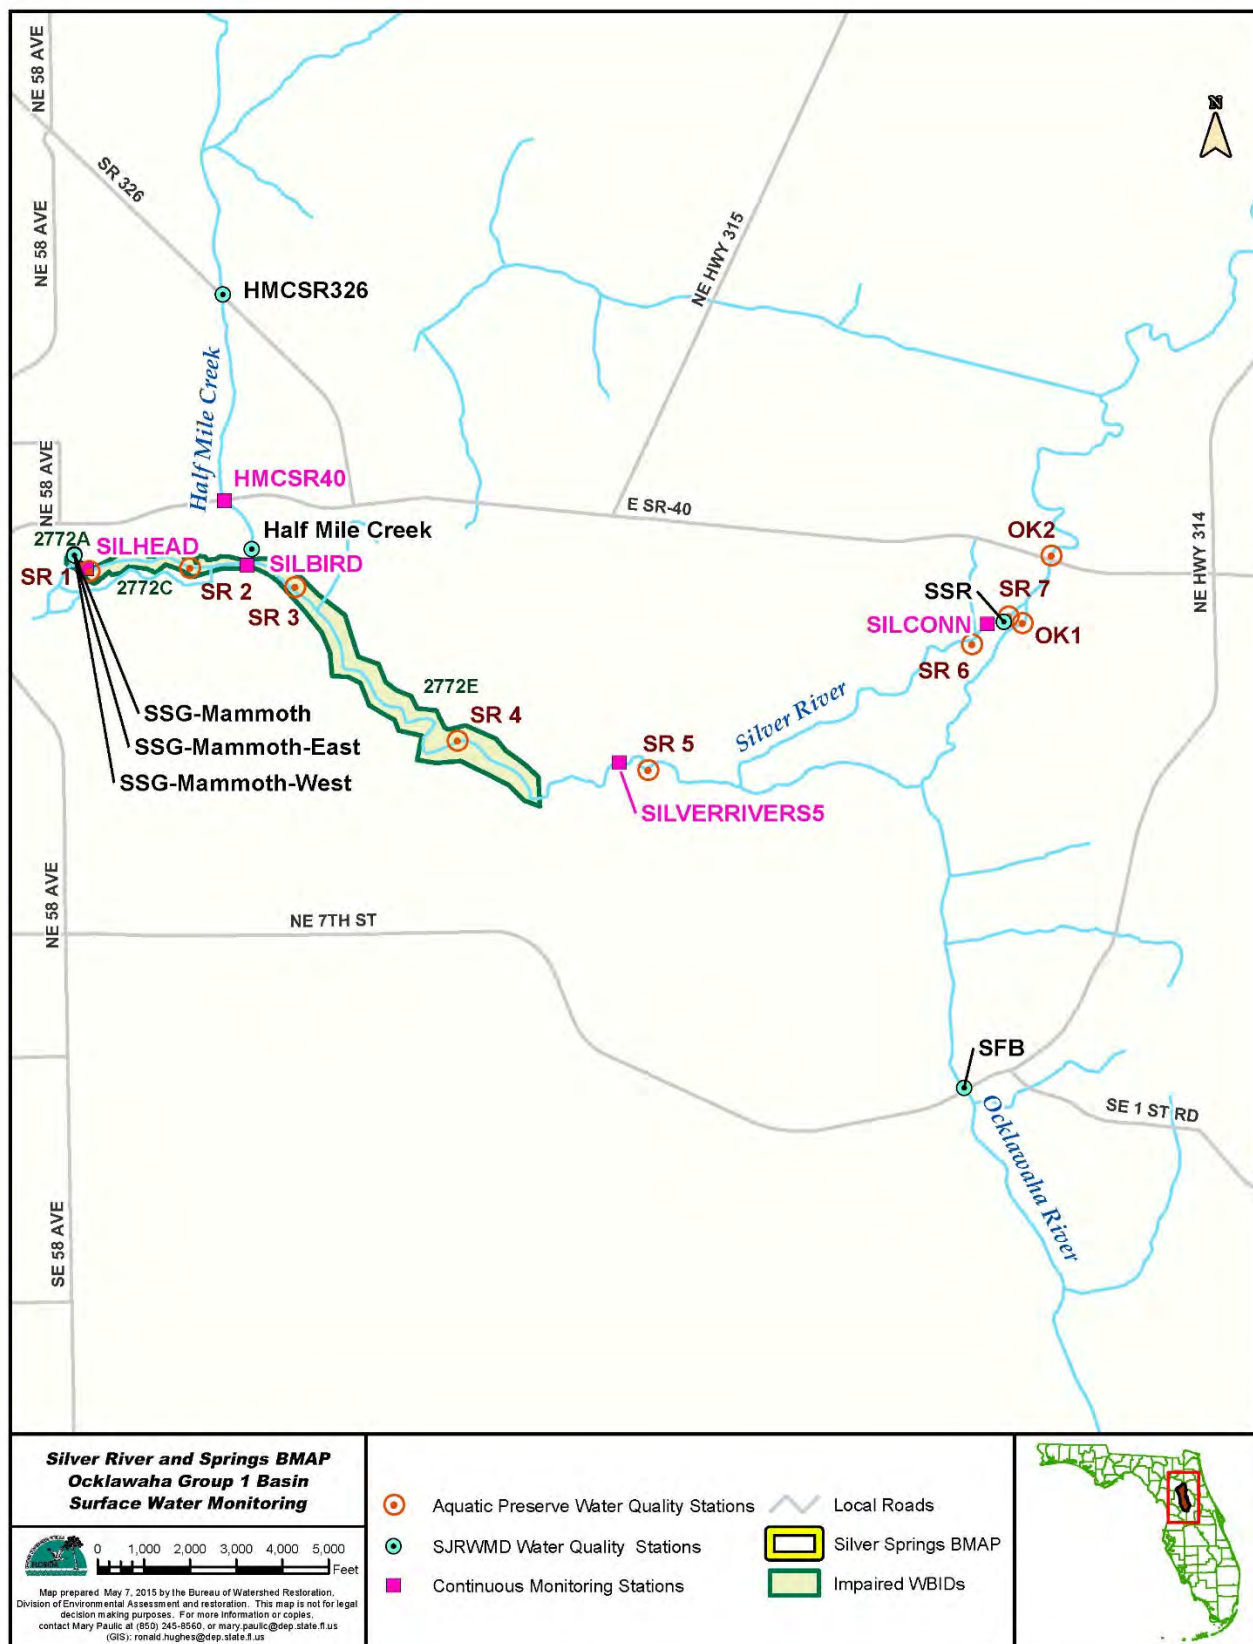 NE 58 AVE
N
SR 326
NE 58 AVE
NE HWY 315
HMCSR326
Half Mile Creek
NE 58 AVE
HMCSR40
E SR-40
NE HWY 314
2772A
SILHEAD
Half Mile Creek
OK2
SR 1
2772C
SR 2
SILBIRD
SR 3
SSR
SR 7
SILCONN
OK1
SR 6
2772E
Silver River
SSG-Mammoth
SR 4
SSG-Mammoth-East
SR 5
SSG-Mammoth-West
SILVERRIVERS5
NE 58 AVE
NE 7TH ST
SFB
SE 1 ST RD
Ocklawaha River
SE 58 AVE
Silver River and Springs BMAP
Ocklawaha Group 1 Basin
Surface Water Monitoring
FLORIDA
0 1,000 2,000 3,000 4,000 5,000
Feet
Map prepared May 7, 2015 by the Bureau of Watershed Restoration,
Division of Environmental Assessment and restoration. This map is not for legal
decision making purposes. For more information or copies,
contact Mary Paulic at (850) 245-8560, or mary.paulic@dep.state.fl.us
(GIS): ronald.hughes@dep.state.fl.us
Aquatic Preserve Water Quality Stations
SJRWMD Water Quality Stations
Continuous Monitoring Stations
Local Roads
Silver Springs BMAP
Impaired WBIDs